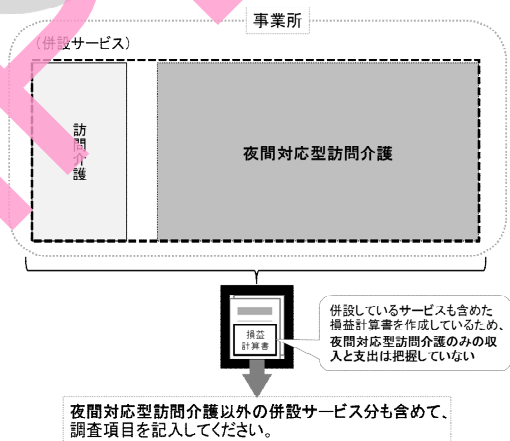 事業所
（併設サービス）
訪問介護
夜間対応型訪問介護
損益
計算書
併設しているサービスも含めた
損益計算書を作成しているため、
夜間対応型訪問介護のみの収
入と支出は把握していない
夜間対応型訪問介護以外の併設サービス分も含めて、
調査項目を記入してください。